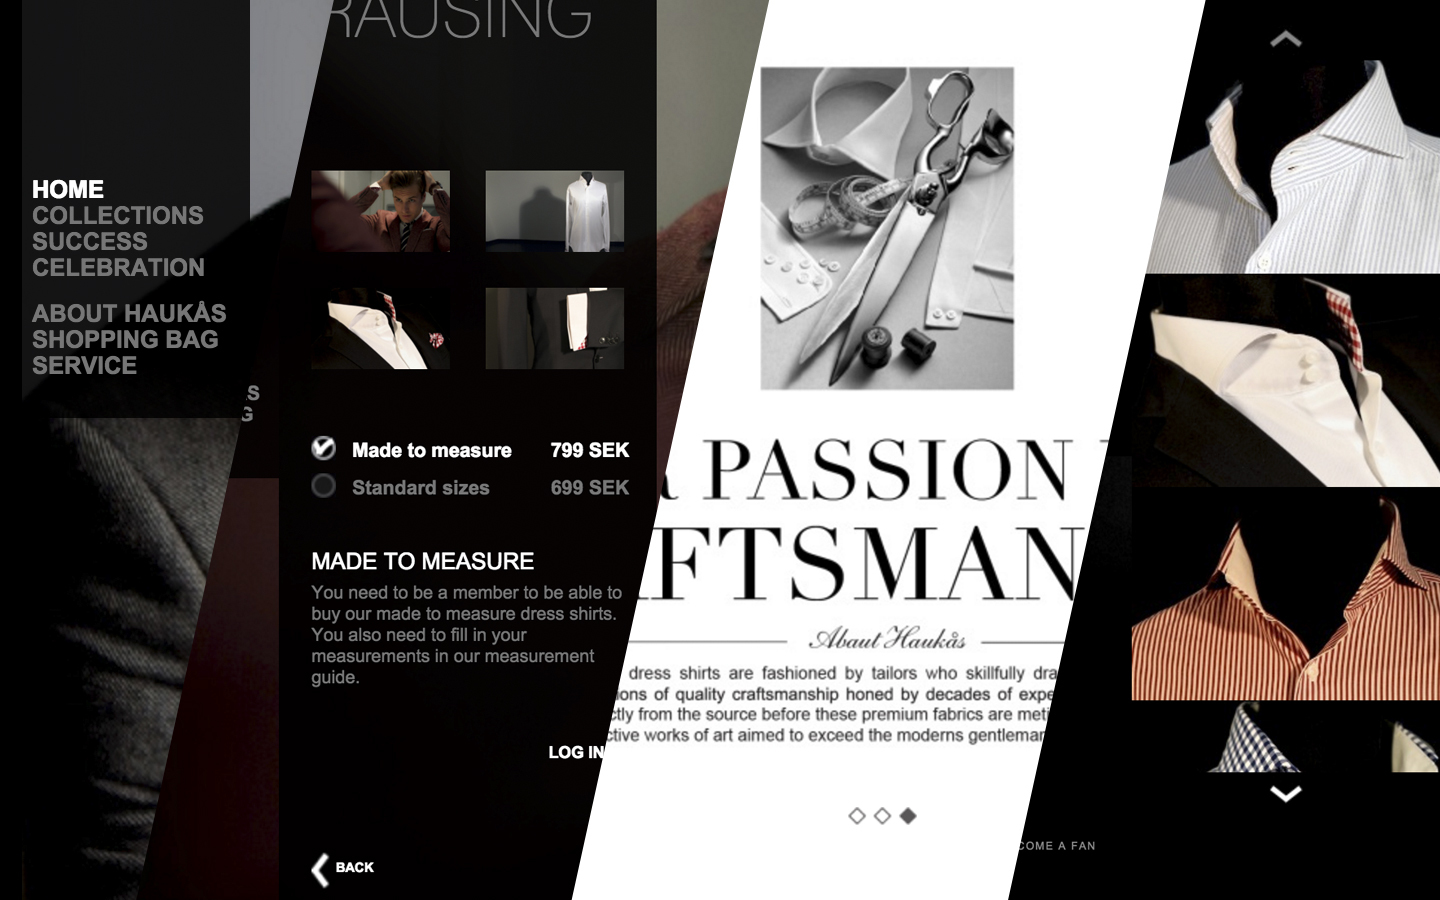 RAUSING
HOME
COLLECTIONS
SUCCESS
CELEBRATION
ABOUT HAUKÅS
SHOPPING BAG
SERVICE
S
G
Made to measure 799 SEK
Standard sizes 699 SEK
MADE TO MEASURE
You need to be a member to be able to
buy our made to measure dress shirts.
You also need to fill in your
measurements in our measurement
guide.
LOG IN
BACK
a PASSION
AFTSMAN
About Haukås
dress shirts are fashioned by tailors who skillfully dra
ions of quality craftsmanship honed by decades of expe
ctly from the source before these premium fabrics are meti
ctive works of art aimed to exceed the moderns gentleman
COME A FAN